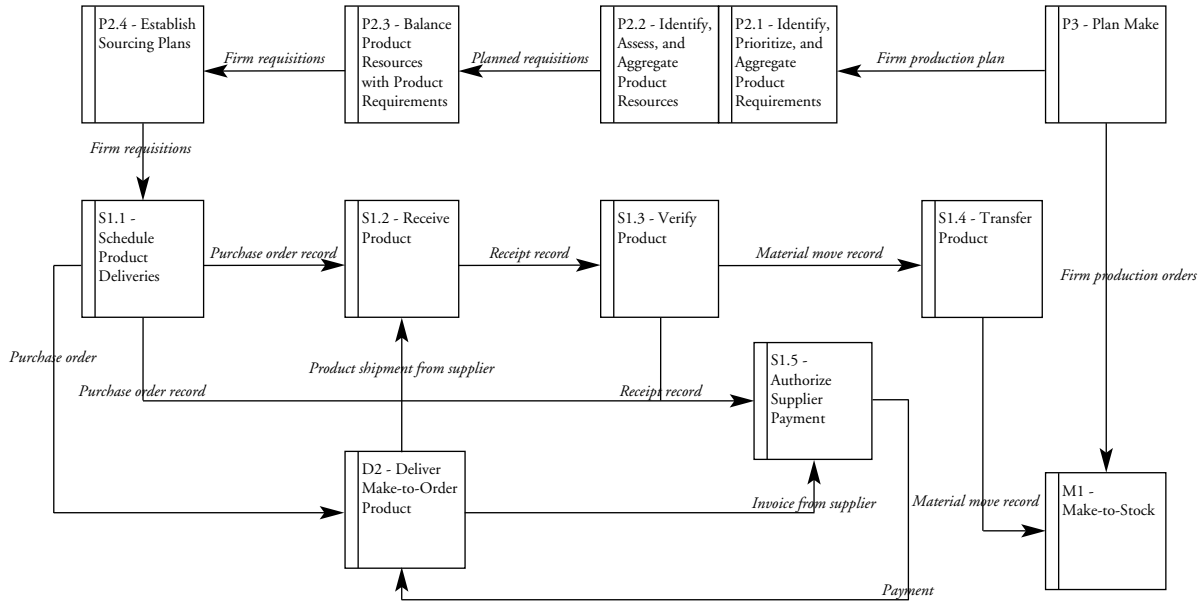 P2.4 - Establish
Sourcing Plans
Firm requisitions
P2.3 - Balance
Product
Resources
with Product
Requirements
Planned requisitions
P2.2 - Identify,
Assess, and
Aggregate
Product
Resources
P2.1 - Identify,
Prioritize, and
Aggregate
Product
Requirements
Firm production plan
P3 - Plan Make
Firm requisitions
S1.1 -
Schedule
Product
Deliveries
Purchase order record
S1.2 - Receive
Product
Receipt record
S1.3 - Verify
Product
Material move record
S1.4 - Transfer
Product
Firm production orders
Purchase order
Purchase order record
Product shipment from supplier
Receipt record
S1.5 -
Authorize
Supplier
Payment
D2 - Deliver
Make-to-Order
Product
Invoice from supplier
Material move record
M1 -
Make-to-Stock
Payment